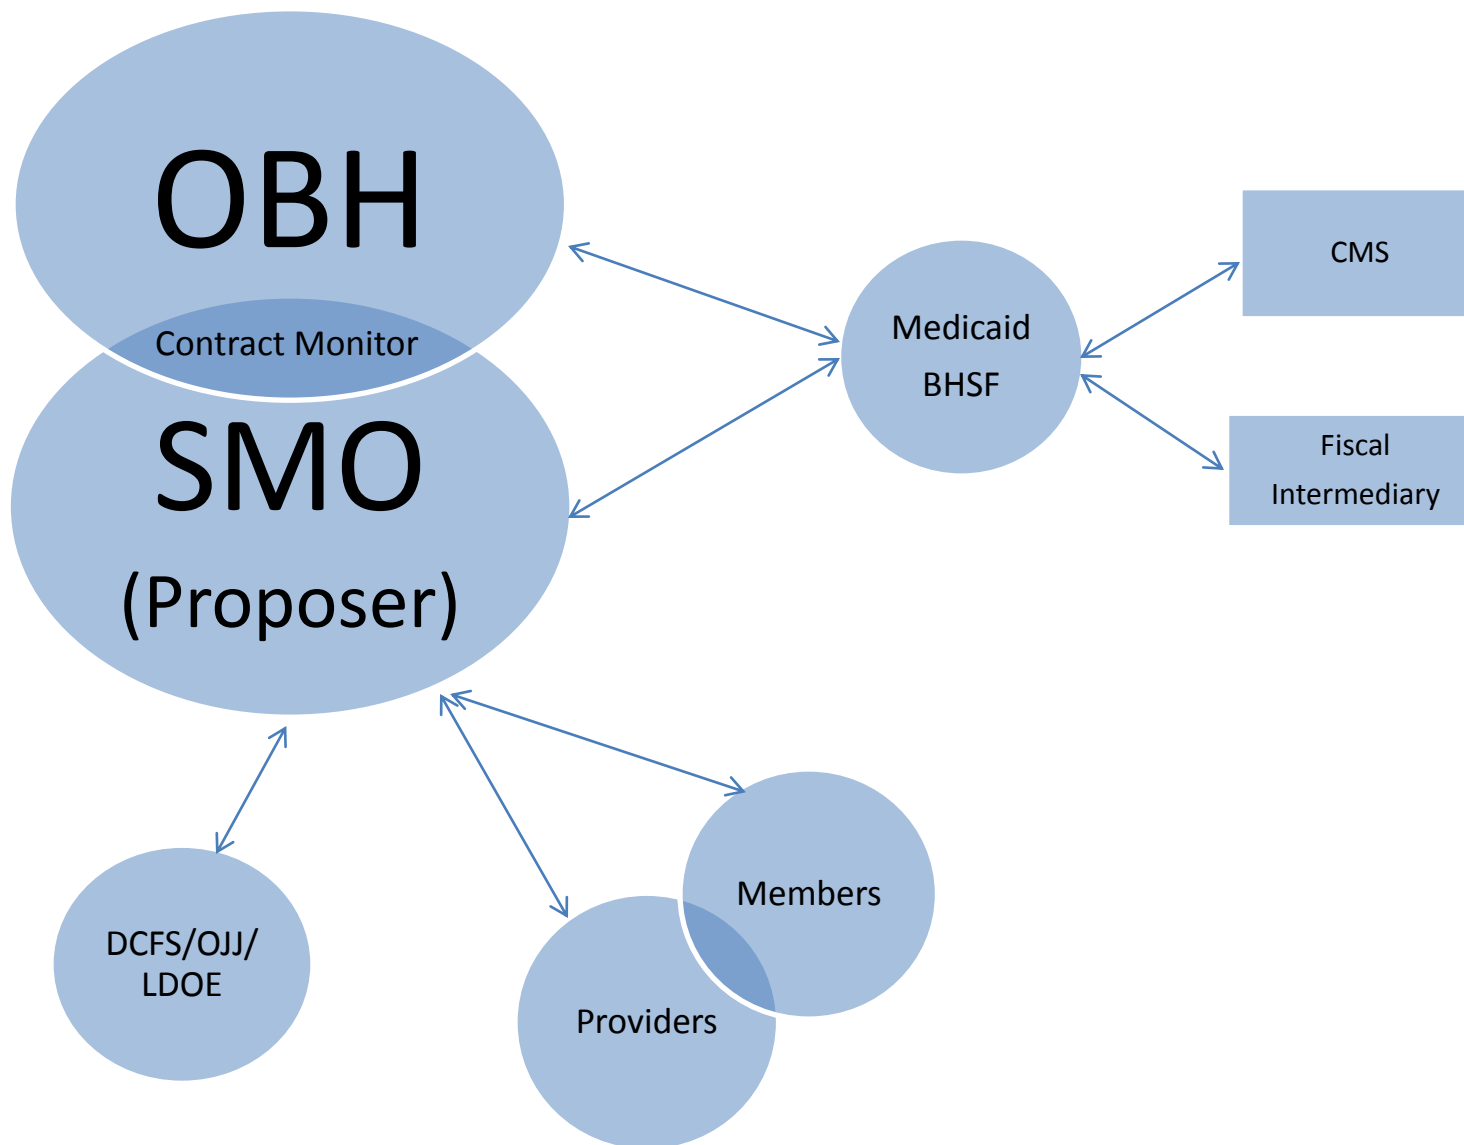 OBH
Contract Monitor
SMO
(Proposer)
Medicaid
BHSF
CMS
Fiscal
Intermediary
Members
Providers
DCFS/OJJ/
LDOE